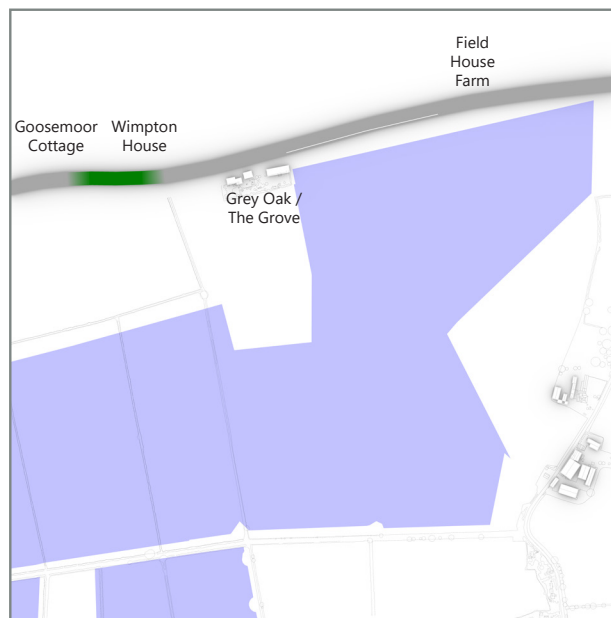 Field
House
Farm
Goosemoor
Cottage
Wimpton
House
Grey Oak /
The Grove